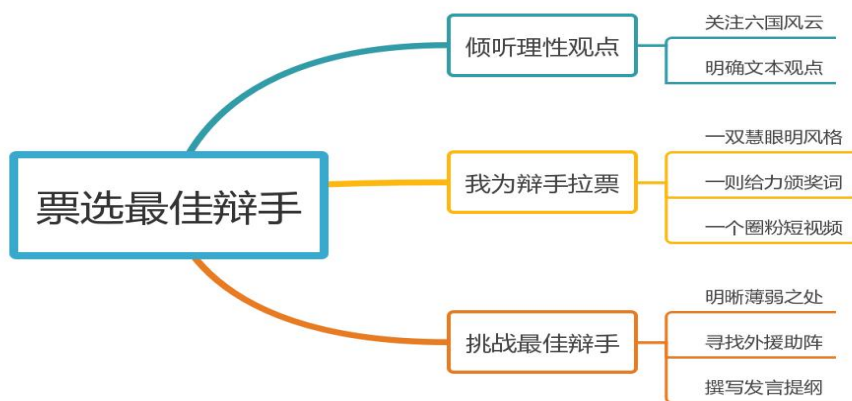 票选最佳辩手
倾听理性观点
关注六国风云
明确文本观点
我为辩手拉票
一双慧眼明风格
一则给力颁奖词
一个圈粉短视频
挑战最佳辩手
明晰薄弱之处
寻找外援助阵
撰写发言提纲